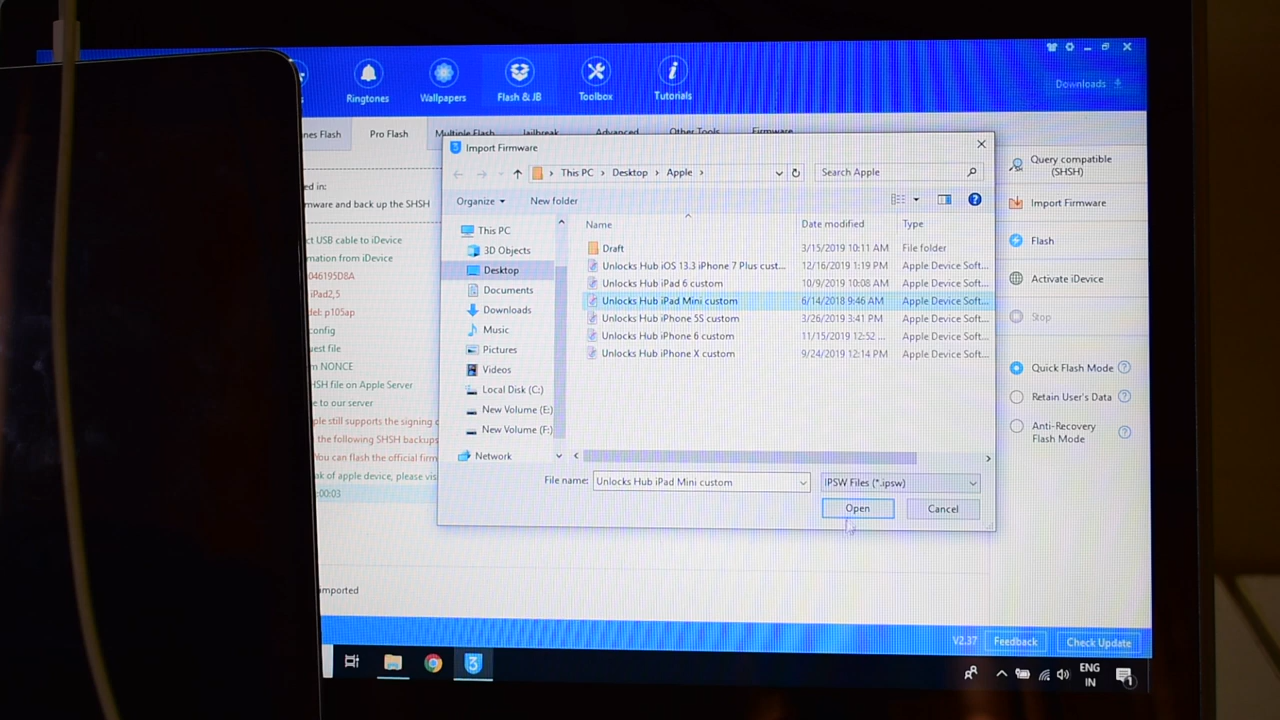 Ringtones
Wallpapers
Flash & JB
Toolbox
Tutorials
Downloads
nes Flash
Pro Flash
Multiple Flash
Jailbreak
Advanced
Other Tools
Firmware
Import Firmware
This PC > Desktop > Apple >
Search Apple
Organize
New folder
Name
Date modified
Type
This PC
3D Objects
Desktop
Documents
Downloads
Music
Pictures
Videos
Local Disk (C:)
New Volume (E:)
New Volume (F:)
Network
Draft 3/15/2019 10:11 AM File folder
Unlocks Hub iOS 13.3 iPhone 7 Plus cust... 12/16/2019 1:19 PM Apple Device Soft...
Unlocks Hub iPad 6 custom 10/9/2019 10:08 AM Apple Device Soft...
Unlocks Hub iPad Mini custom 6/14/2018 9:46 AM Apple Device Soft...
Unlocks Hub iPhone 5S custom 3/26/2019 3:41 PM Apple Device Soft...
Unlocks Hub iPhone 6 custom 11/15/2019 12:52 ... Apple Device Soft...
Unlocks Hub iPhone X custom 9/24/2019 12:14 PM Apple Device Soft...
File name: Unlocks Hub iPad Mini custom
IPSW Files (*.ipsw)
Open
Cancel
ed in:
mware and back up the SHSH
ct USB cable to iDevice
mation from iDevice
046195D8A
iPad2,5
del: p105ap
config
uest file
m NONCE
HSH file on Apple Server
e to our server
ple still supports the signing
the following SHSH backups
You can flash the official firm
ak of apple device, please vis
:00:03
imported
Query compatible
(SHSH)
Import Firmware
Flash
Activate iDevice
Stop
Quick Flash Mode
Retain User's Data
Anti-Recovery
Flash Mode
V2.37
Feedback
Check Update
ENG
IN
1